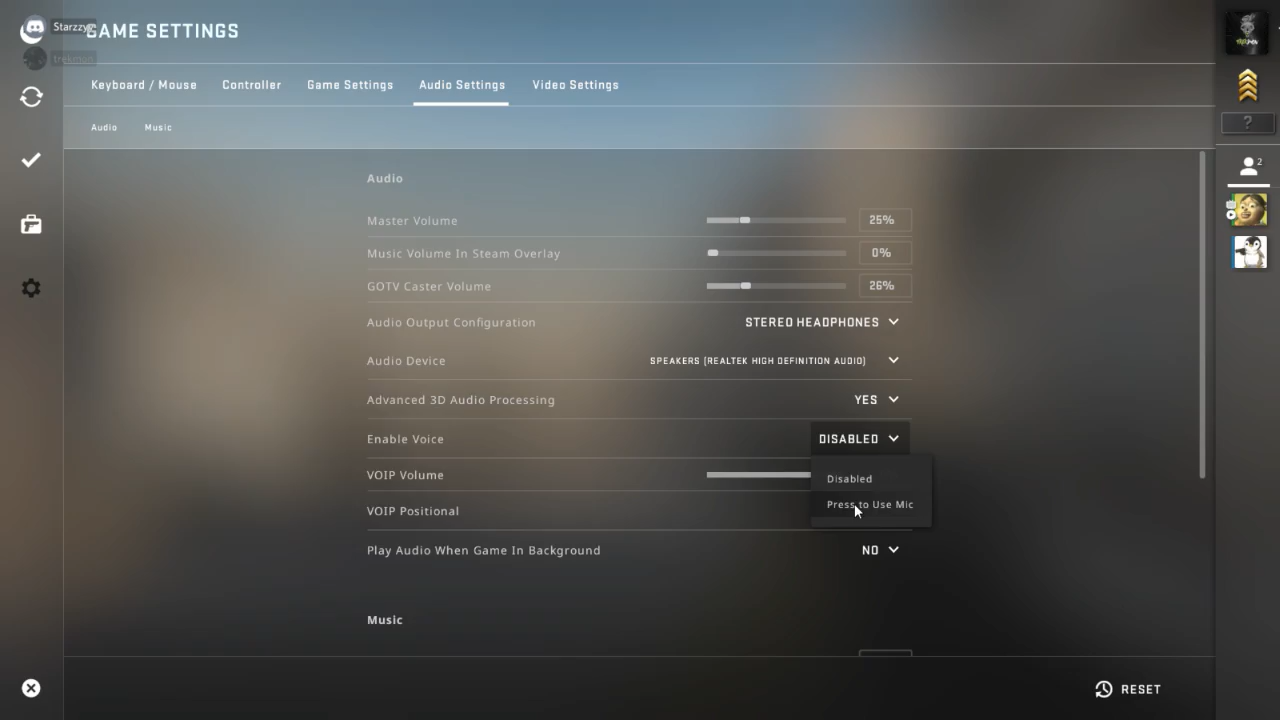 Starzzy
GAME SETTINGS
trekmon
Keyboard / Mouse Controller Game Settings Audio Settings Video Settings
?
Audio Music
2
Audio
Master Volume 25%
Music Volume In Steam Overlay 0%
GOTV Caster Volume 26%
Audio Output Configuration STEREO HEADPHONES
Audio Device SPEAKERS (REALTEK HIGH DEFINITION AUDIO)
Advanced 3D Audio Processing YES
Enable Voice DISABLED
VOIP Volume
Disabled
Press to Use Mic
VOIP Positional
Play Audio When Game In Background NO
Music
RESET